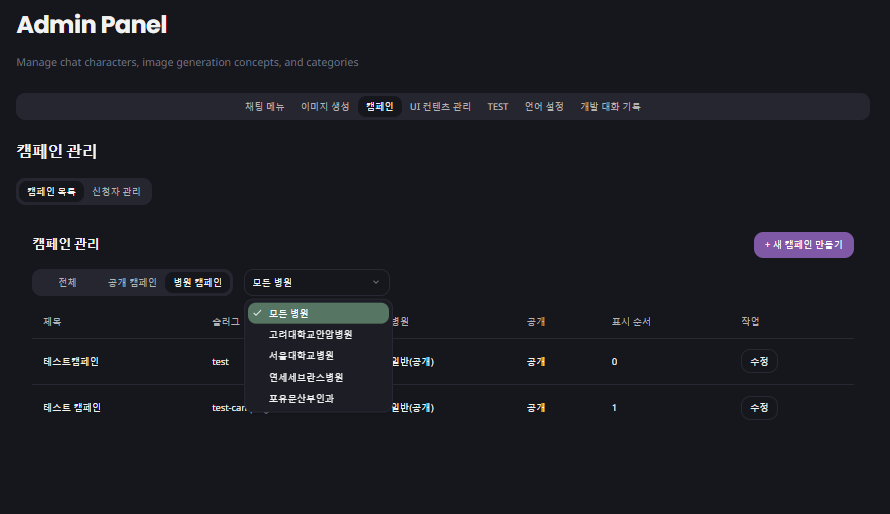 Admin Panel
Manage chat characters, image generation concepts, and categories
채팅 메뉴 이미지 생성 캠페인 UI 컨텐츠 관리 TEST 언어 설정 개발 대화 기록
캠페인 관리
캠페인 목록 신청자 관리
캠페인 관리
+ 새 캠페인 만들기
전체 공개 캠페인 병원 캠페인 모든 병원
모든 병원
고려대학교안암병원
서울대학교병원
연세세브란스병원
포유문산부인과
제목 슬러그 병원 공개 표시 순서 작업
테스트캠페인 test 일반(공개) 공개 0 수정
테스트 캠페인 일반(공개) 공개 1 수정